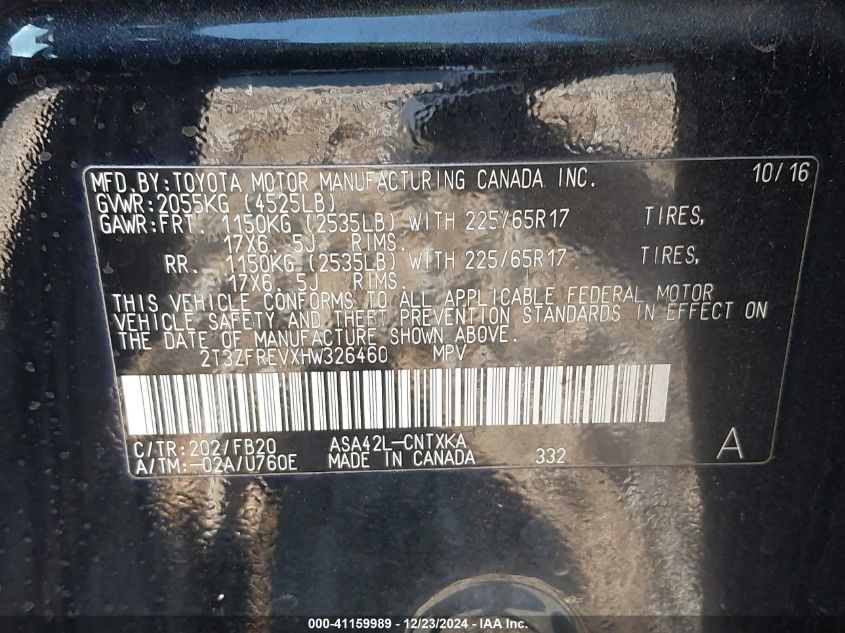 MFD.BY:TOYOTA MOTOR MANUFACTURING CANADA INC. 10/16
GVWR:2055KG (4525LB)
GAWR:FRT. 1150KG (2535LB) WITH 225/65R17 TIRES,
17X6. 5J RIMS.
RR. 1150KG (2535LB) WITH 225/65R17 TIRES,
17X6. 5J RIMS.
THIS VEHICLE CONFORMS TO ALL APPLICABLE FEDERAL MOTOR
VEHICLE SAFETY AND THEFT PREVENTION STANDARDS IN EFFECT ON
THE DATE OF MANUFACTURE SHOWN ABOVE.
2T3ZFREVXHW326460 MPV
C/TR:202/FB20 ASA42L-CNTXKA
A/TM:-02A/U760E MADE IN CANADA 332 A
000-41159989 - 12/23/2024 - IAA Inc.